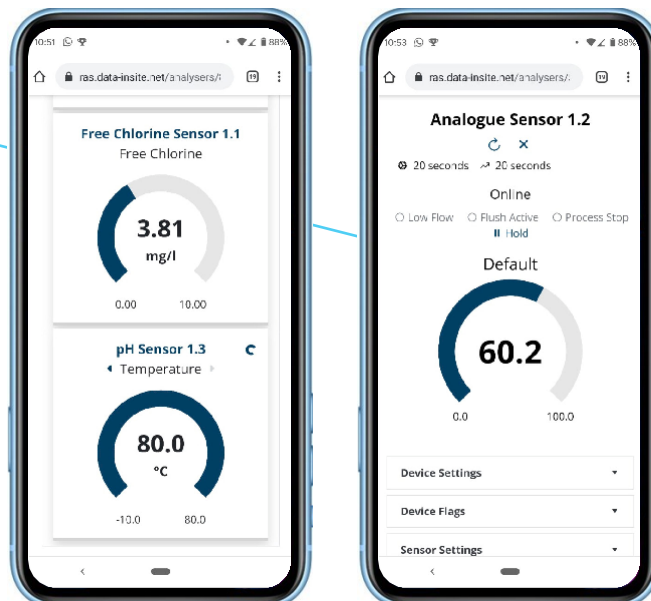 10:51 88%
ras.data-insite.net/analysers/ 19
Free Chlorine Sensor 1.1
Free Chlorine
3.81
mg/l
0.00 10.00
pH Sensor 1.3
Temperature
80.0
°C
-10.0 80.0
10:53 88%
ras.data-insite.net/analysers/
Analogue Sensor 1.2
20 seconds 20 seconds
Online
Low Flow Flush Active Process Stop
Hold
Default
60.2
0.0 100.0
Device Settings
Device Flags
Sensor Settings